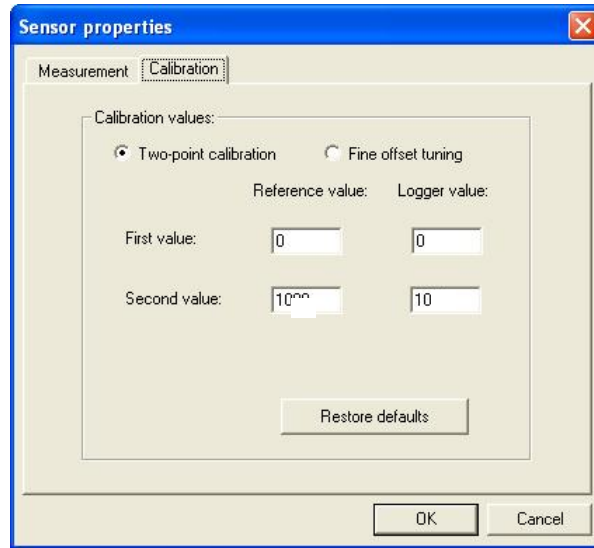 Sensor properties
Measurement Calibration
Calibration values:
Two-point calibration Fine offset tuning
Reference value: Logger value:
First value: 0 0
Second value: 10
Restore defaults
OK Cancel